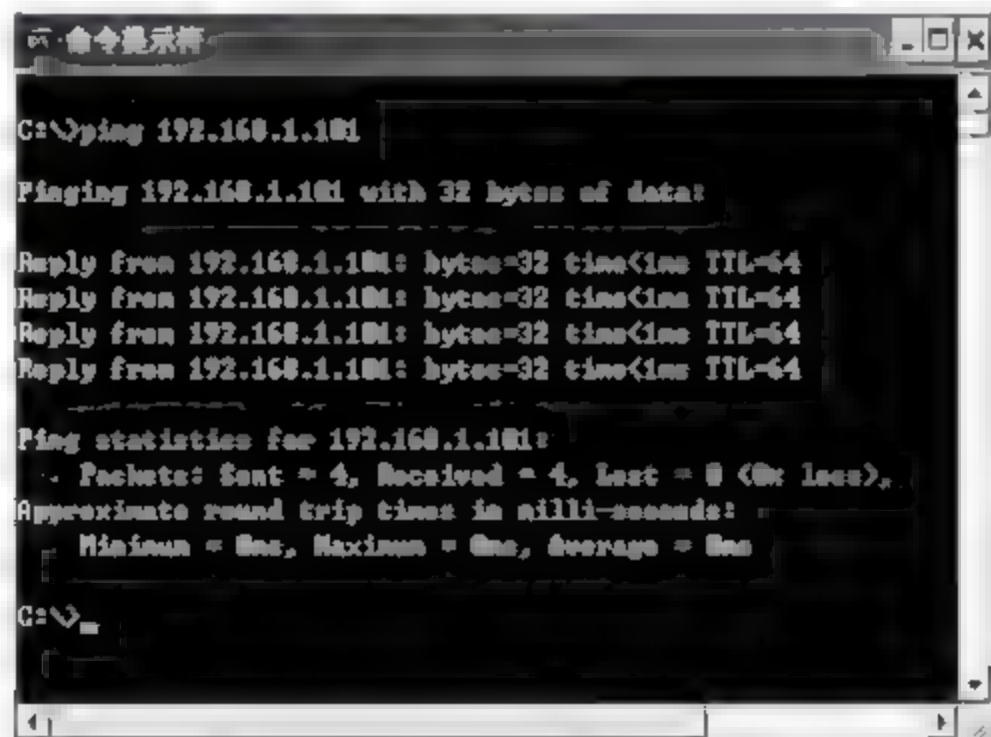 命令提示符
C:\>ping 192.168.1.101
Pinging 192.168.1.101 with 32 bytes of data:
Reply from 192.168.1.101: bytes=32 time<1ms TTL=64
Reply from 192.168.1.101: bytes=32 time<1ms TTL=64
Reply from 192.168.1.101: bytes=32 time<1ms TTL=64
Reply from 192.168.1.101: bytes=32 time<1ms TTL=64
Ping statistics for 192.168.1.101:
Packets: Sent = 4, Received = 4, Lost = 0 (0% loss),
Approximate round trip times in milli-seconds:
Minimum = 0ms, Maximum = 0ms, Average = 0ms
C:\>_